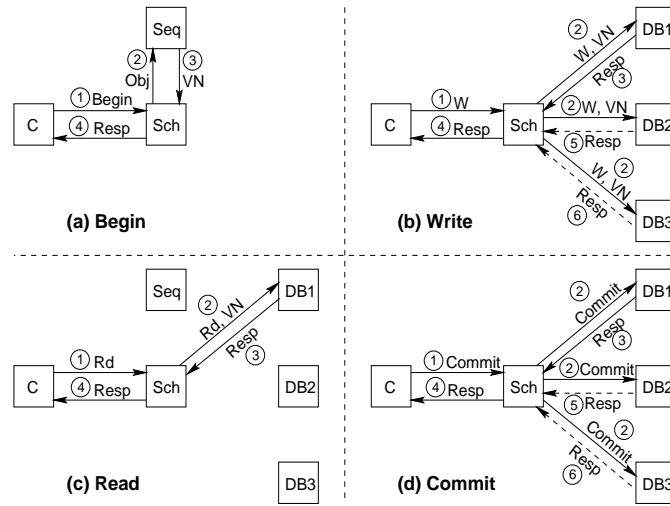 Seq
② ③
Obj VN
① Begin
C Sch
④ Resp
(a) Begin
DB1
②
W, VN
Resp
③
① W
② W, VN
C Sch DB2
④ Resp
⑤ Resp
②
W, VN
Resp
⑥
DB3
(b) Write
Seq DB1
②
Rd, VN
Resp
③
① Rd
C Sch DB2
④ Resp
(c) Read
DB3
DB1
②
Commit
Resp
③
① Commit
② Commit
C Sch DB2
④ Resp
⑤ Resp
②
Commit
Resp
⑥
DB3
(d) Commit